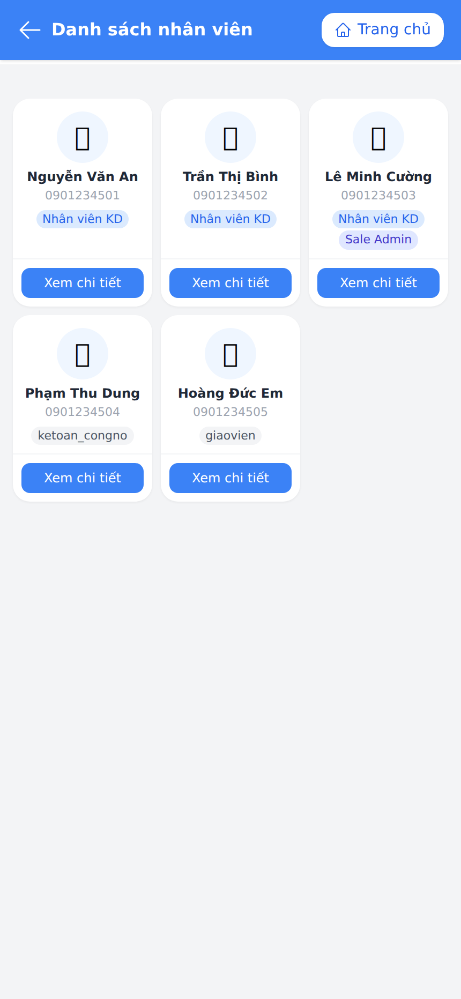 Danh sách nhân viên
Trang chủ
Nguyễn Văn An
0901234501
Nhân viên KD
Xem chi tiết
Trần Thị Bình
0901234502
Nhân viên KD
Xem chi tiết
Lê Minh Cường
0901234503
Nhân viên KD
Sale Admin
Xem chi tiết
Phạm Thu Dung
0901234504
ketoan_congno
Xem chi tiết
Hoàng Đức Em
0901234505
giaovien
Xem chi tiết